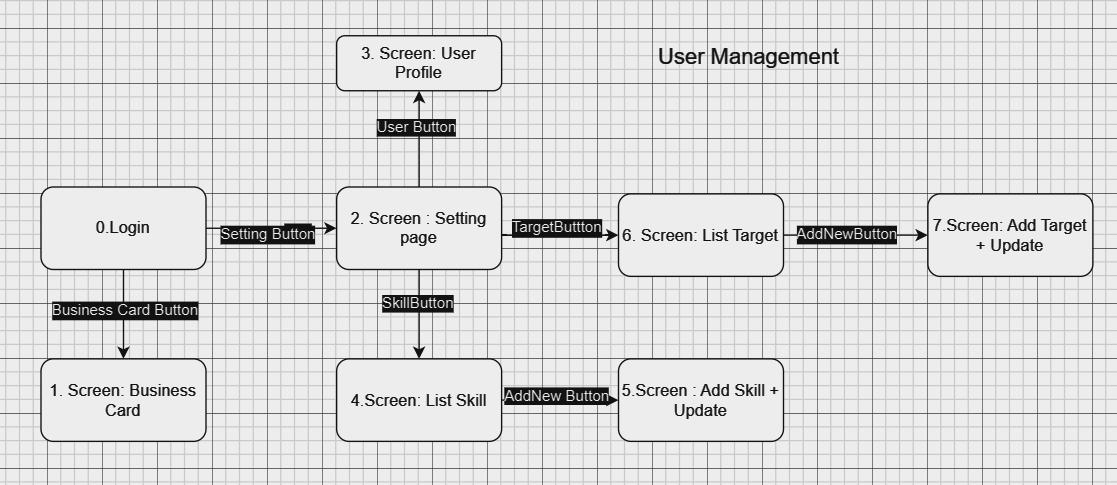 3. Screen: User
Profile
User Management
User Button
0.Login
Setting Button
2. Screen : Setting
page
TargetButtton
6. Screen: List Target
AddNewButton
7.Screen: Add Target
+ Update
Business Card Button
SkillButton
1. Screen: Business
Card
4.Screen: List Skill
AddNew Button
5.Screen : Add Skill +
Update